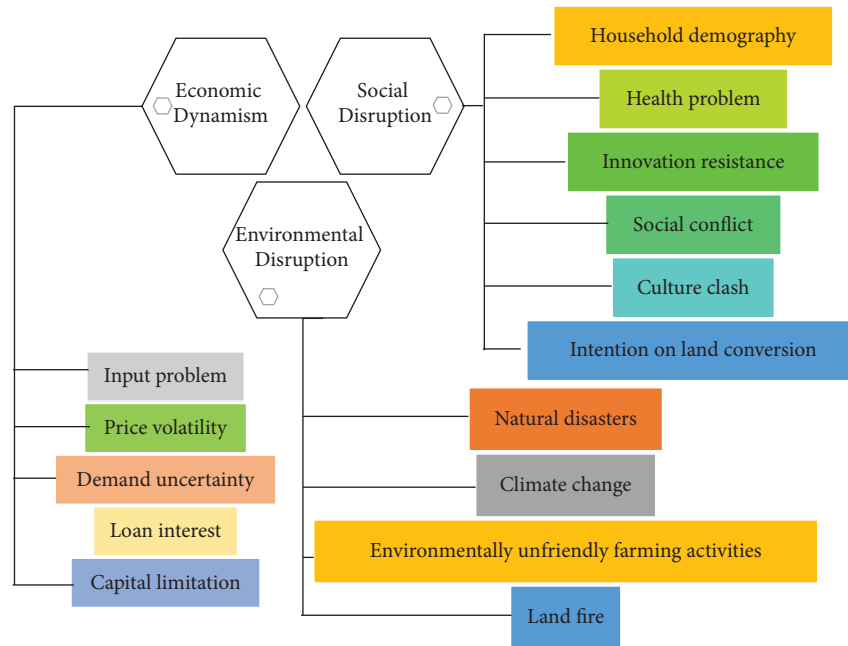 Economic
Dynamism
Social
Disruption
Environmental
Disruption
Household demography
Health problem
Innovation resistance
Social conflict
Culture clash
Intention on land conversion
Input problem
Price volatility
Demand uncertainty
Loan interest
Capital limitation
Natural disasters
Climate change
Environmentally unfriendly farming activities
Land fire